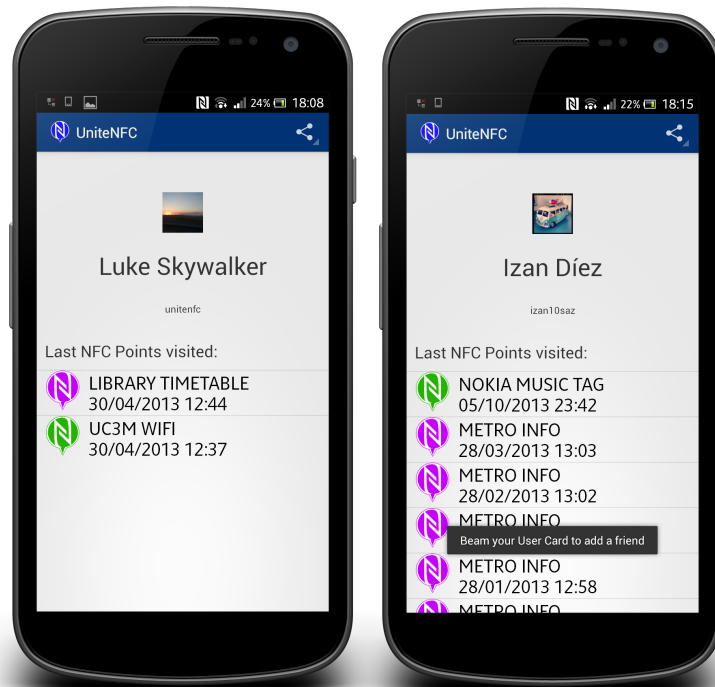 24% 18:08
UniteNFC
Luke Skywalker
unitenfc
Last NFC Points visited:
LIBRARY TIMETABLE
30/04/2013 12:44
UC3M WIFI
30/04/2013 12:37
22% 18:15
UniteNFC
Izan Díez
izan10saz
Last NFC Points visited:
NOKIA MUSIC TAG
05/10/2013 23:42
METRO INFO
28/03/2013 13:03
METRO INFO
28/02/2013 13:02
METRO INFO
Beam your User Card to add a friend
METRO INFO
28/01/2013 12:58
METRO INFO